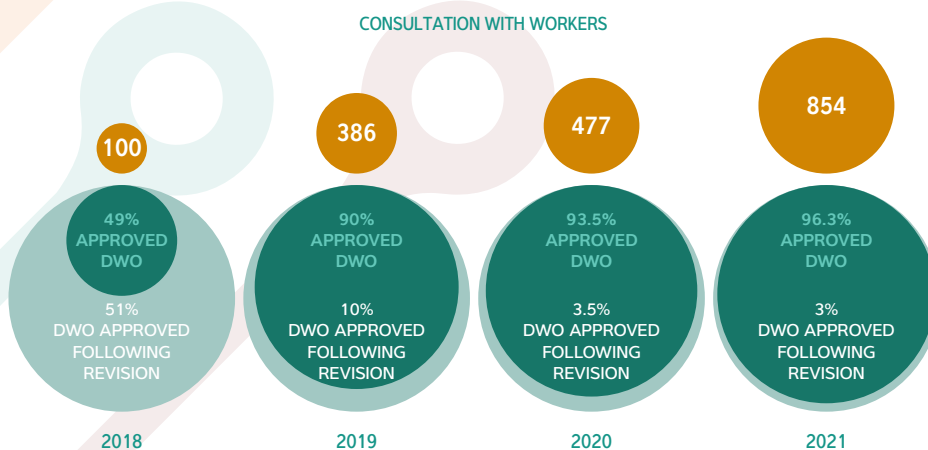 CONSULTATION WITH WORKERS
100
386
477
854
49%
APPROVED
DWO
51%
DWO APPROVED
FOLLOWING
REVISION
90%
APPROVED
DWO
10%
DWO APPROVED
FOLLOWING
REVISION
93.5%
APPROVED
DWO
3.5%
DWO APPROVED
FOLLOWING
REVISION
96.3%
APPROVED
DWO
3%
DWO APPROVED
FOLLOWING
REVISION
2018
2019
2020
2021